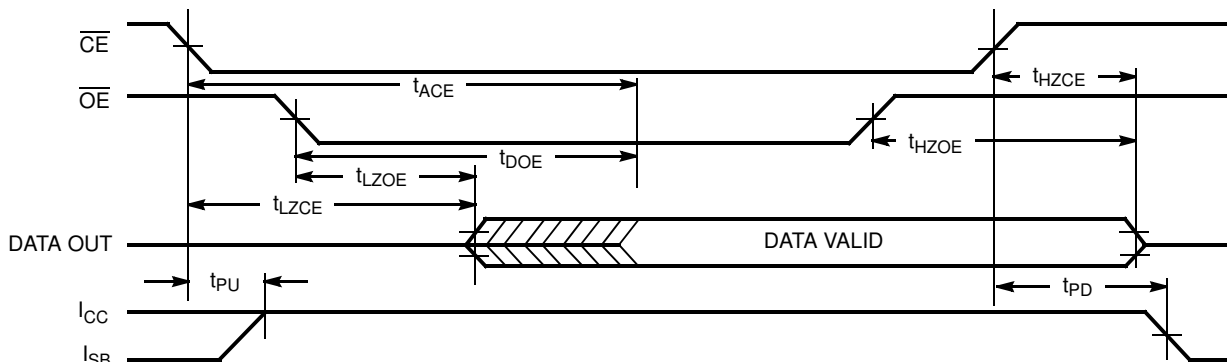 CE
tACE
tHZCE
OE
tDOE
tHZOE
tLZOE
tLZCE
DATA OUT
DATA VALID
tPU
tPD
ICC
ISB